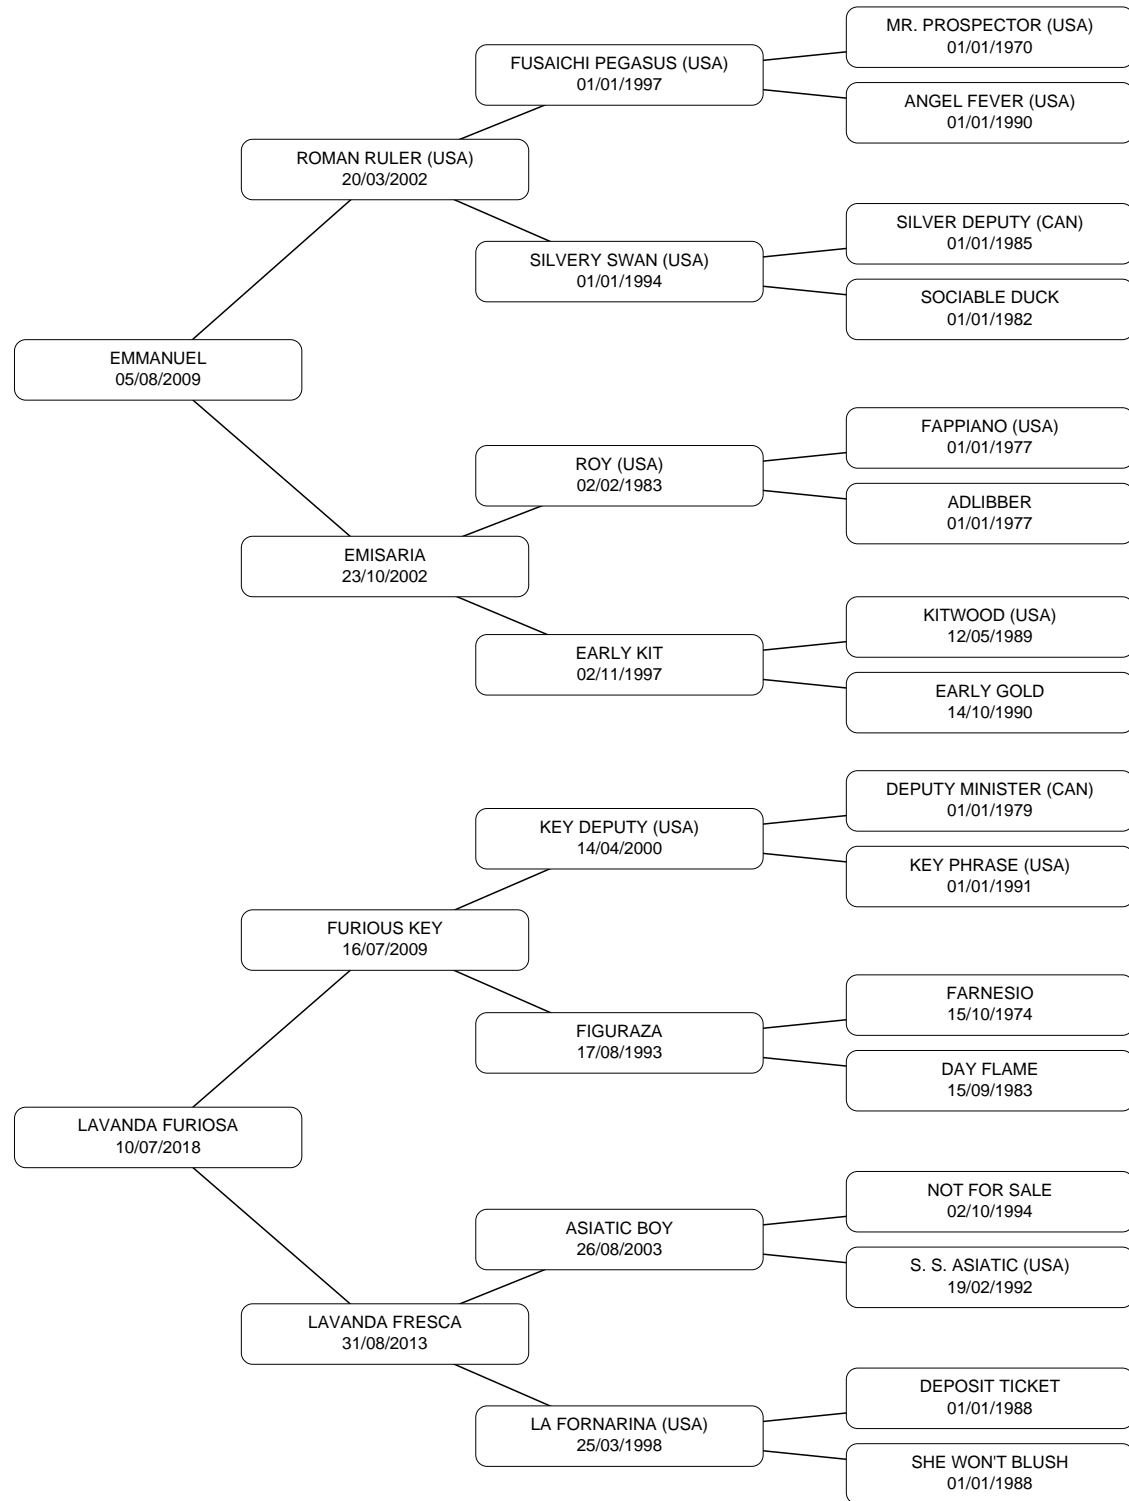 MR. PROSPECTOR (USA)
01/01/1970
FUSAICHI PEGASUS (USA)
01/01/1997
ANGEL FEVER (USA)
01/01/1990
ROMAN RULER (USA)
20/03/2002
SILVER DEPUTY (CAN)
01/01/1985
SILVERY SWAN (USA)
01/01/1994
SOCIABLE DUCK
01/01/1982
EMMANUEL
05/08/2009
FAPPIANO (USA)
01/01/1977
ROY (USA)
02/02/1983
ADLIBBER
01/01/1977
EMISARIA
23/10/2002
KITWOOD (USA)
12/05/1989
EARLY KIT
02/11/1997
EARLY GOLD
14/10/1990
DEPUTY MINISTER (CAN)
01/01/1979
KEY DEPUTY (USA)
14/04/2000
KEY PHRASE (USA)
01/01/1991
FURIOUS KEY
16/07/2009
FARNESIO
15/10/1974
FIGURAZA
17/08/1993
DAY FLAME
15/09/1983
LAVANDA FURIOSA
10/07/2018
NOT FOR SALE
02/10/1994
ASIATIC BOY
26/08/2003
S. S. ASIATIC (USA)
19/02/1992
LAVANDA FRESCA
31/08/2013
DEPOSIT TICKET
01/01/1988
LA FORNARINA (USA)
25/03/1998
SHE WON'T BLUSH
01/01/1988